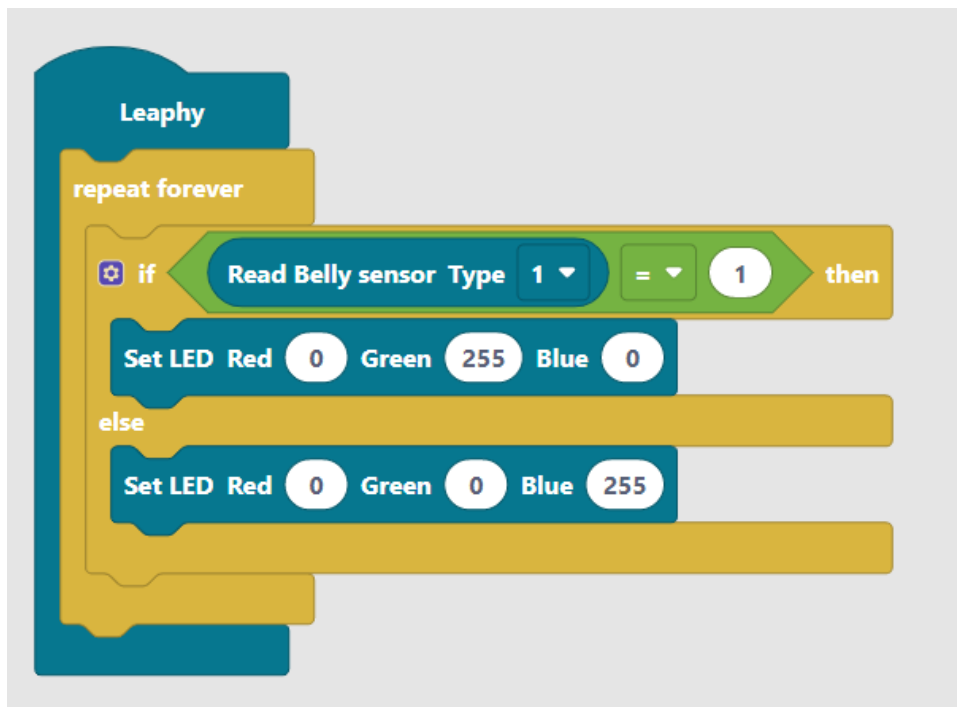 Leaphy
repeat forever
if Read Belly sensor Type 1 = 1 then
Set LED Red 0 Green 255 Blue 0
else
Set LED Red 0 Green 0 Blue 255